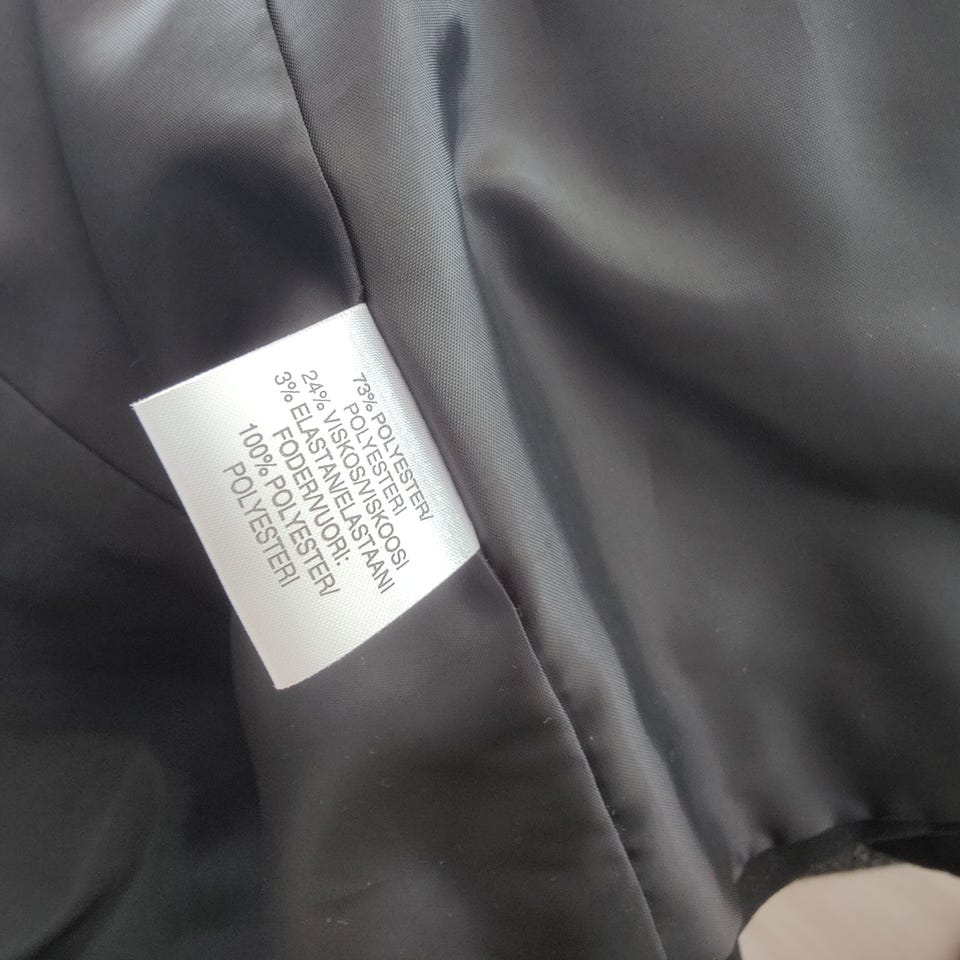 73% POLYESTER/
POLYESTERI
24% VISKOS/VISKOOSI
3% ELASTAN/ELASTAANI
FODER/VUORI:
100% POLYESTER/
POLYESTERI